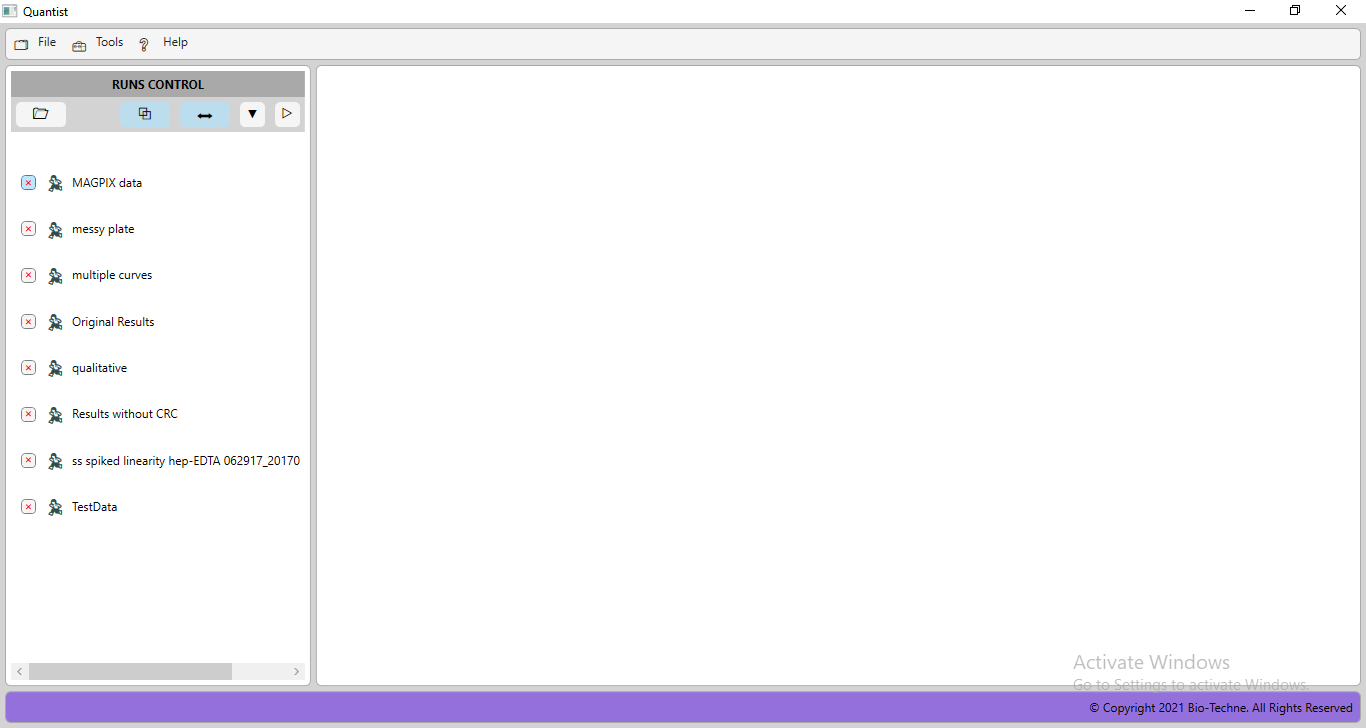 Quantist
File Tools Help
RUNS CONTROL
MAGPIX data
messy plate
multiple curves
Original Results
qualitative
Results without CRC
ss spiked linearity hep-EDTA 062917_20170
TestData
Activate Windows
Go to Settings to activate Windows.
© Copyright 2021 Bio-Techne. All Rights Reserved